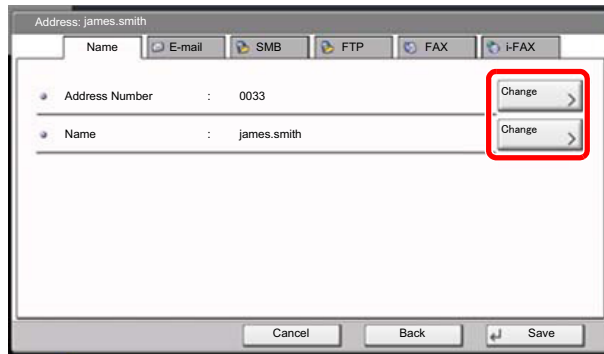 Address: james.smith
Name E-mail SMB FTP FAX i-FAX
Address Number : 0033 Change
Name : james.smith Change
Cancel Back Save